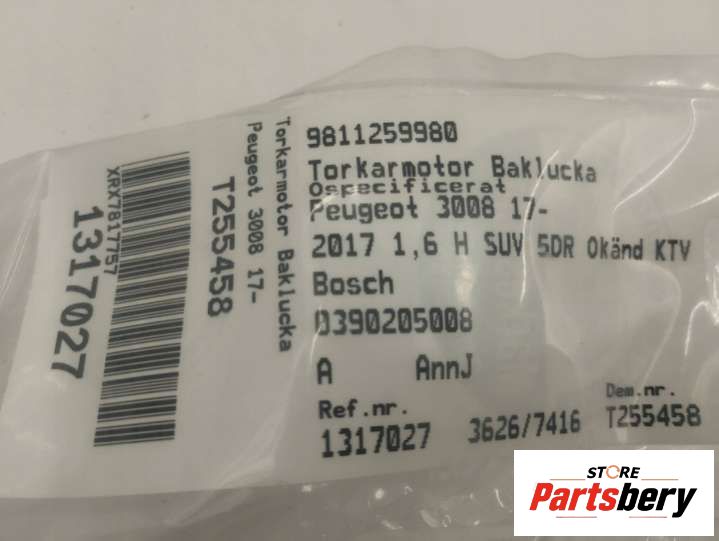 XRX7817757
1317027
T255458
Torkarmotor Baklucka
Peugeot 3008 17-
9811259980
Torkarmotor Baklucka
Ospecificerat
Peugeot 3008 17-
2017 1,6 H SUV 5DR Okänd KTV
Bosch
0390205008
A AnnJ
Ref.nr. Dem.nr.
1317027 3626/7416 T255458
STORE
Partsbery